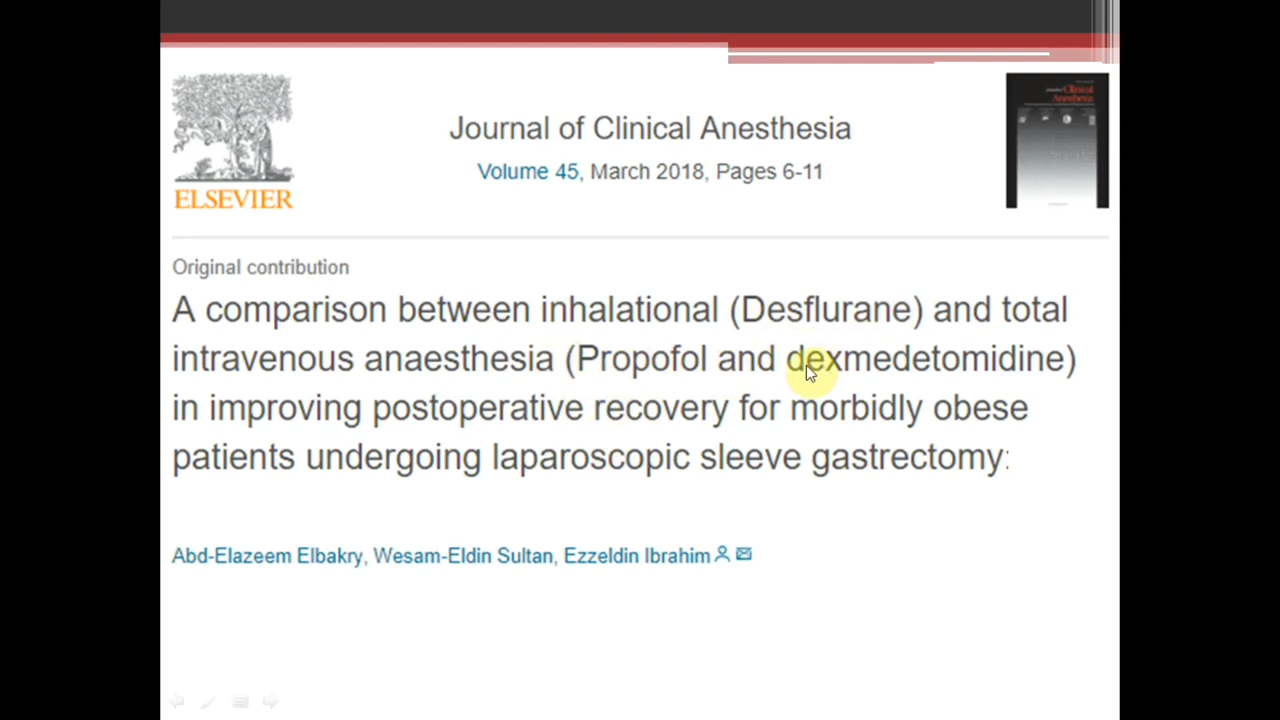 ELSEVIER
Journal of Clinical Anesthesia
Volume 45, March 2018, Pages 6-11
Clinical
Anesthesia
Original contribution
A comparison between inhalational (Desflurane) and total
intravenous anaesthesia (Propofol and dexmedetomidine)
in improving postoperative recovery for morbidly obese
patients undergoing laparoscopic sleeve gastrectomy:
Abd-Elazeem Elbakry, Wesam-Eldin Sultan, Ezzeldin Ibrahim